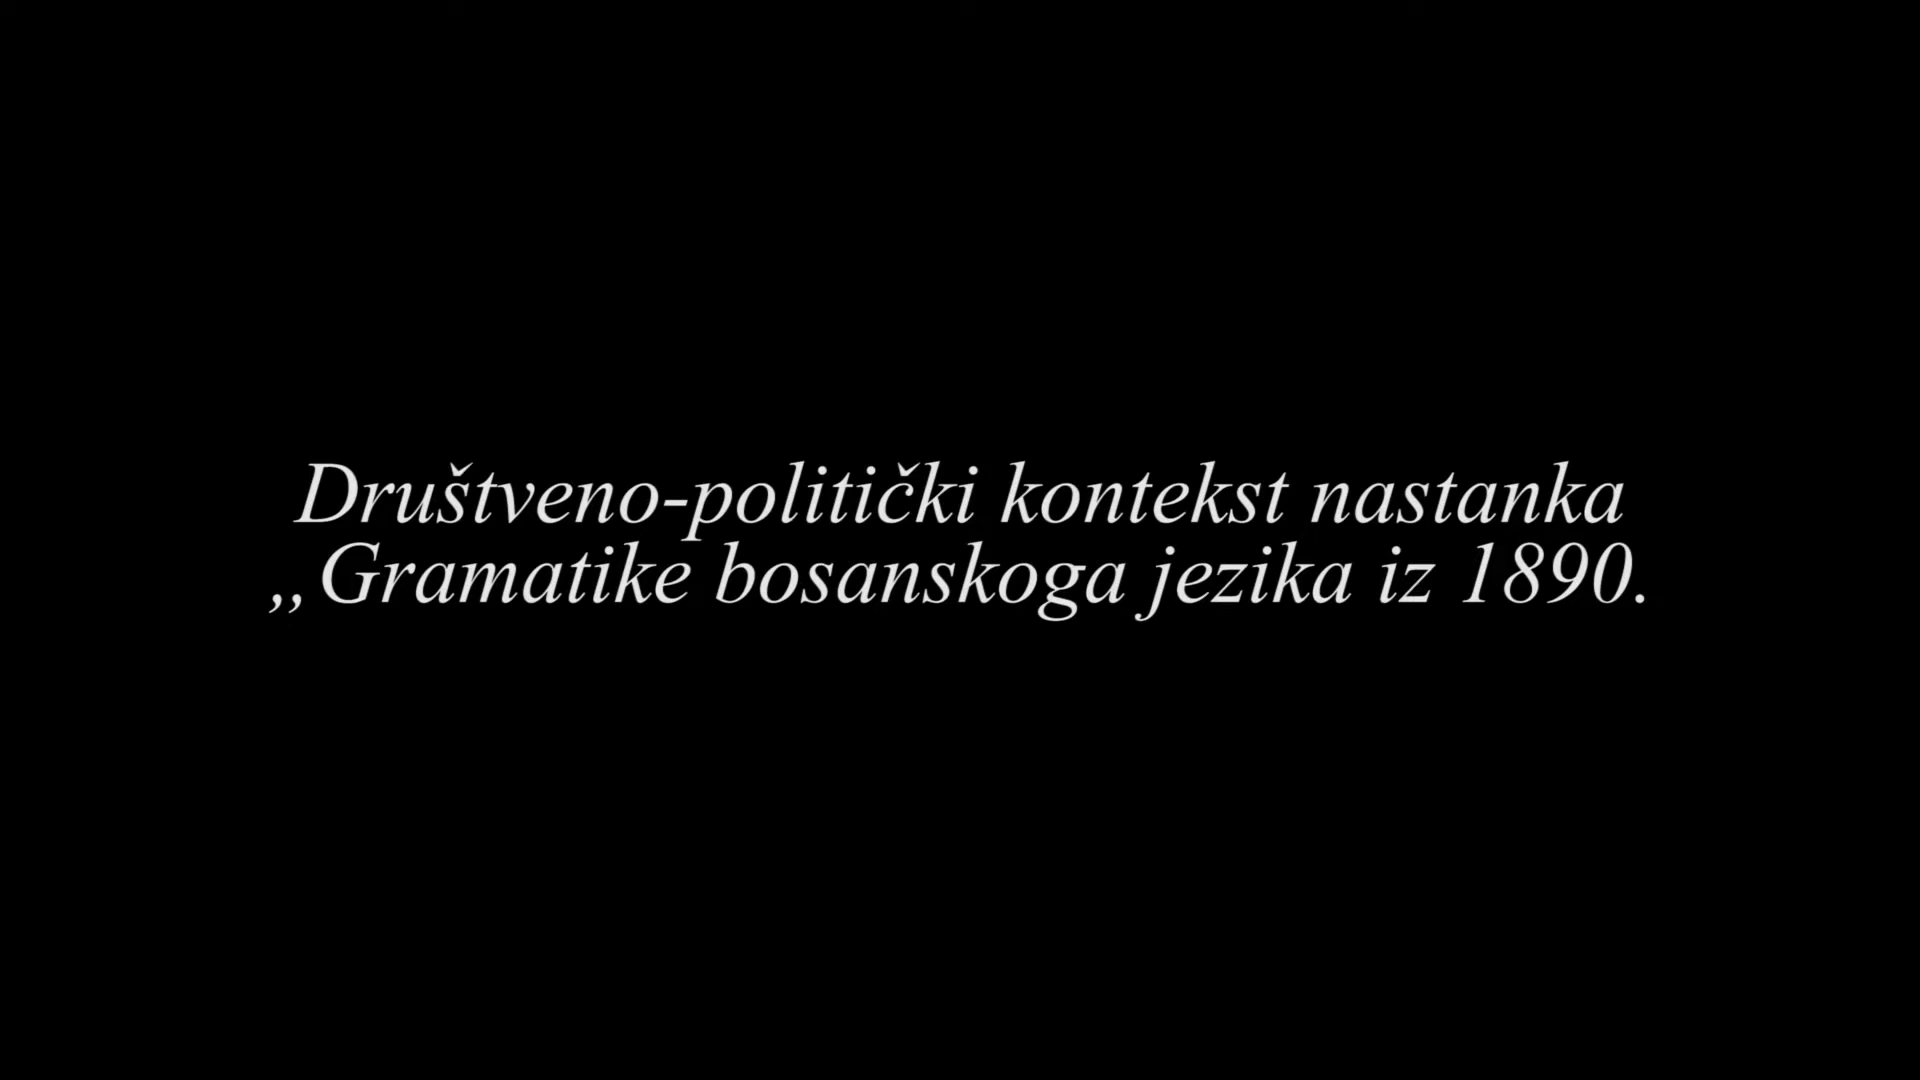 Društveno-politički kontekst nastanka
,,Gramatike bosanskoga jezika iz 1890.